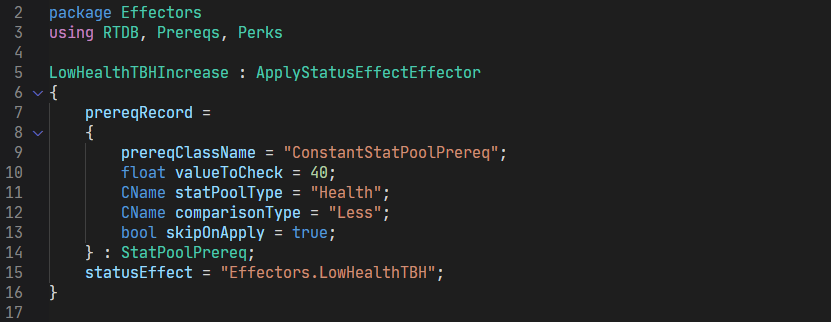 2 package Effectors
3 using RTDB, Prereqs, Perks
4
5 LowHealthTBHIncrease : ApplyStatusEffectEffector
6 {
7     prereqRecord =
8     {
9         prereqClassName = "ConstantStatPoolPrereq";
10         float valueToCheck = 40;
11         CName statPoolType = "Health";
12         CName comparisonType = "Less";
13         bool skipOnApply = true;
14     } : StatPoolPrereq;
15     statusEffect = "Effectors.LowHealthTBH";
16 }
17